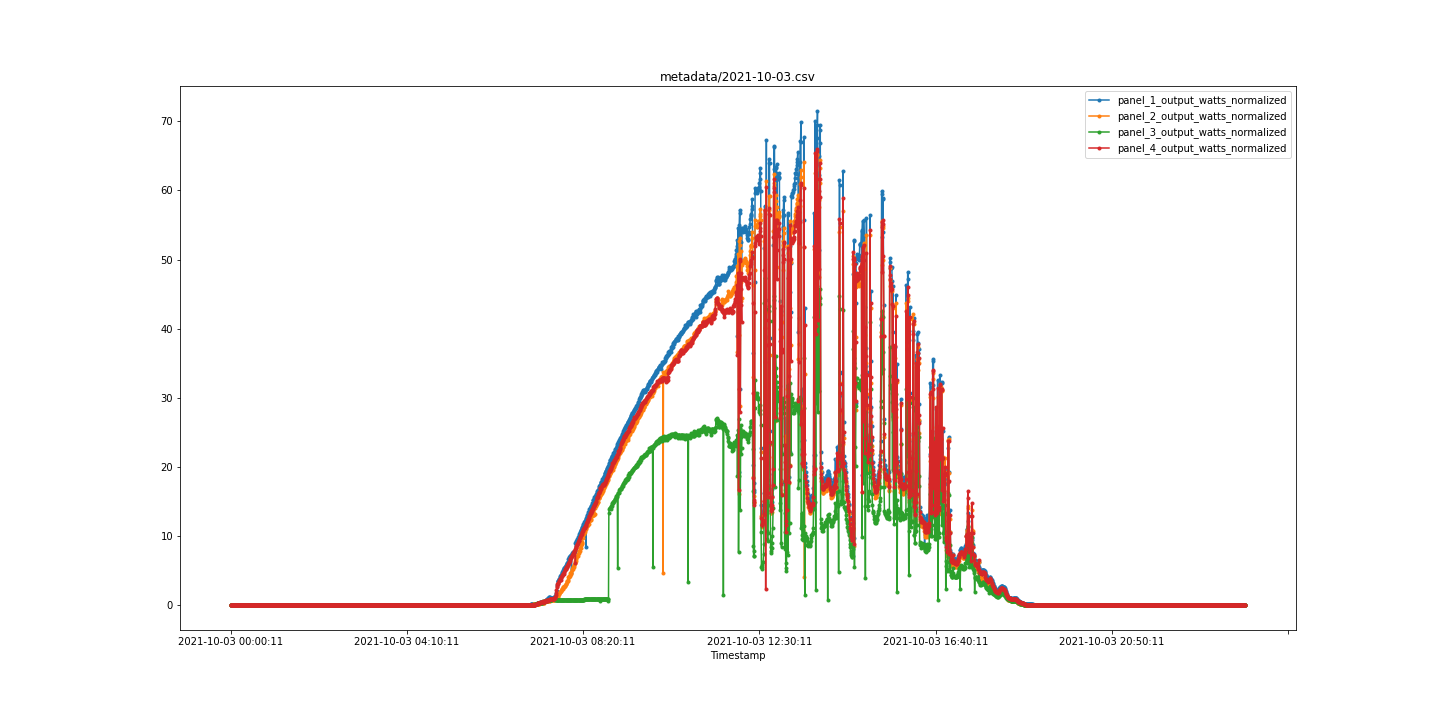 metadata/2021-10-03.csv
panel_1_output_watts_normalized
panel_2_output_watts_normalized
panel_3_output_watts_normalized
panel_4_output_watts_normalized
70
60
50
40
30
20
10
0
2021-10-03 00:00:11 2021-10-03 04:10:11 2021-10-03 08:20:11 2021-10-03 12:30:11 2021-10-03 16:40:11 2021-10-03 20:50:11
Timestamp